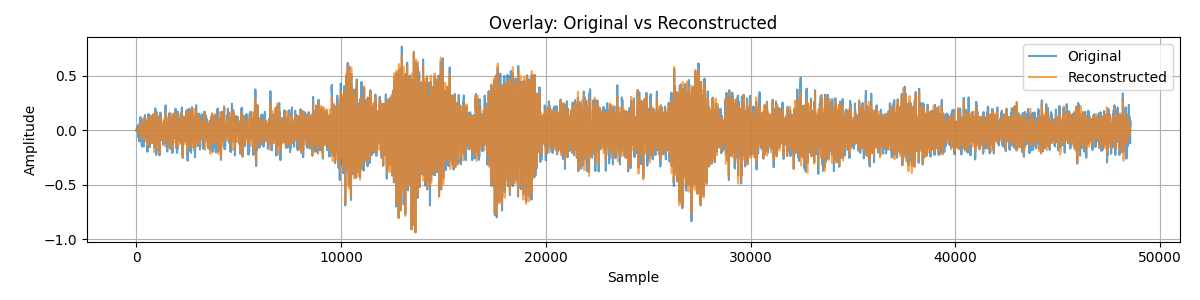 Overlay: Original vs Reconstructed
Original
Reconstructed
Amplitude
0.5
0.0
−0.5
−1.0
0 10000 20000 30000 40000 50000
Sample